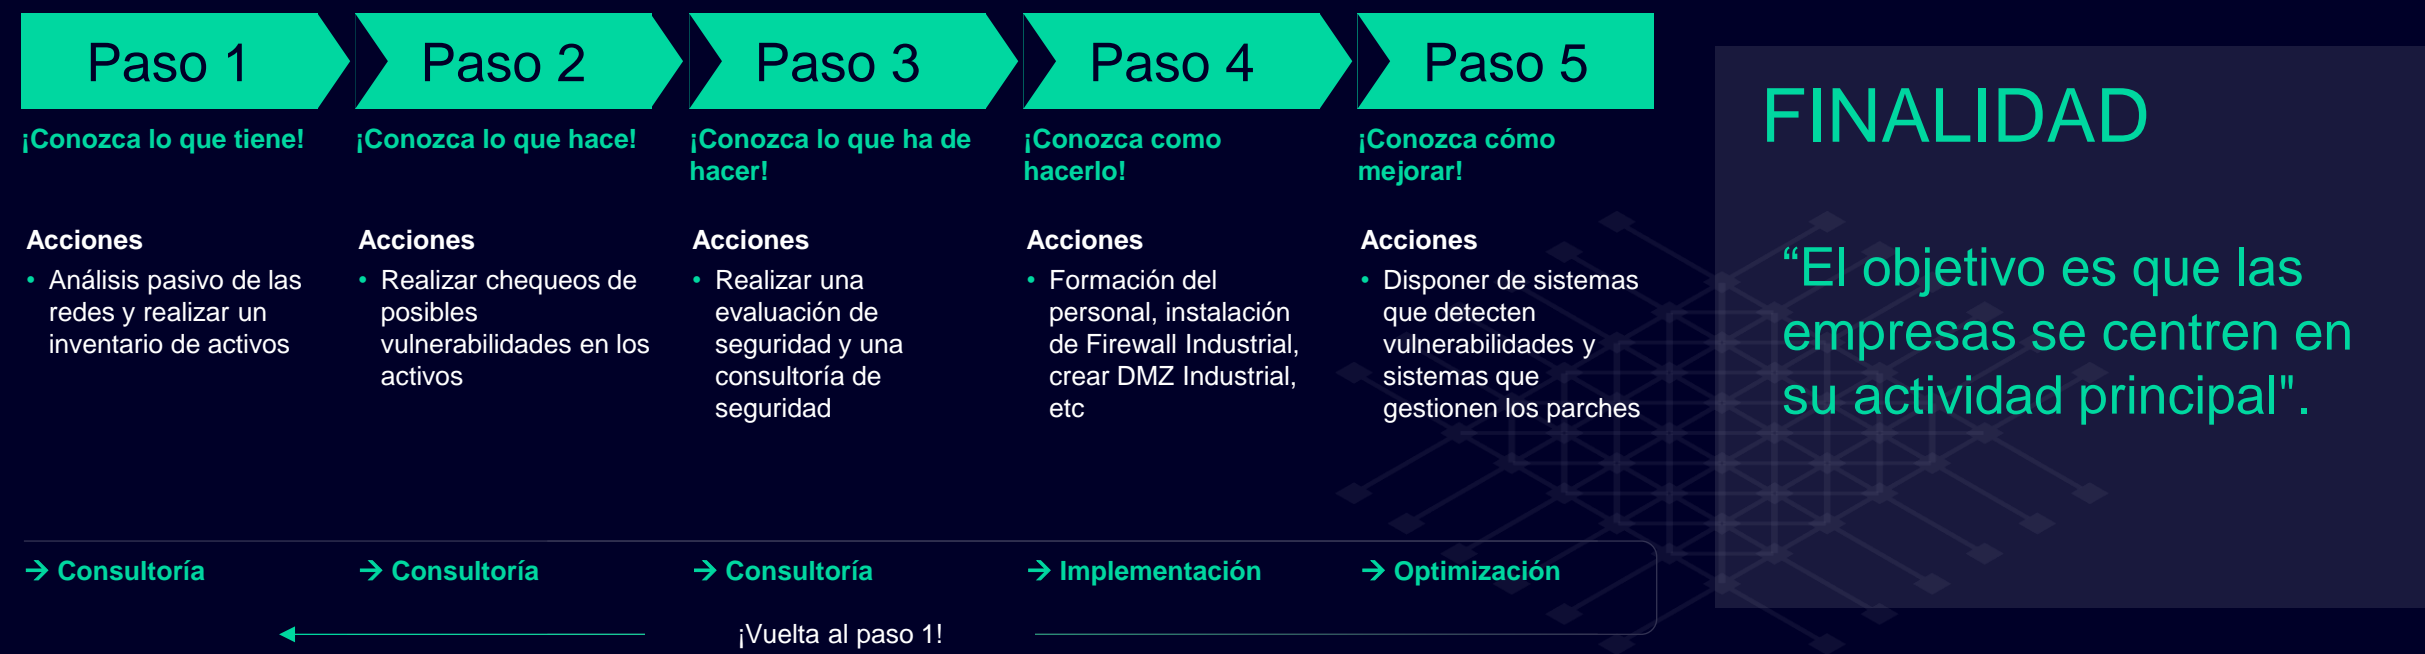 Paso 1
¡Conozca lo que tiene!
Acciones
• Análisis pasivo de las
redes y realizar un
inventario de activos
→ Consultoría
Paso 2
¡Conozca lo que hace!
Acciones
• Realizar chequeos de
posibles
vulnerabilidades en los
activos
→ Consultoría
Paso 3
¡Conozca lo que ha de
hacer!
Acciones
• Realizar una
evaluación de
seguridad y una
consultoría de
seguridad
→ Consultoría
Paso 4
¡Conozca como
hacerlo!
Acciones
• Formación del
personal, instalación
de Firewall Industrial,
crear DMZ Industrial,
etc
→ Implementación
Paso 5
¡Conozca cómo
mejorar!
Acciones
• Disponer de sistemas
que detecten
vulnerabilidades y
sistemas que
gestionen los parches
→ Optimización
¡Vuelta al paso 1!
FINALIDAD
“El objetivo es que las
empresas se centren en
su actividad principal".